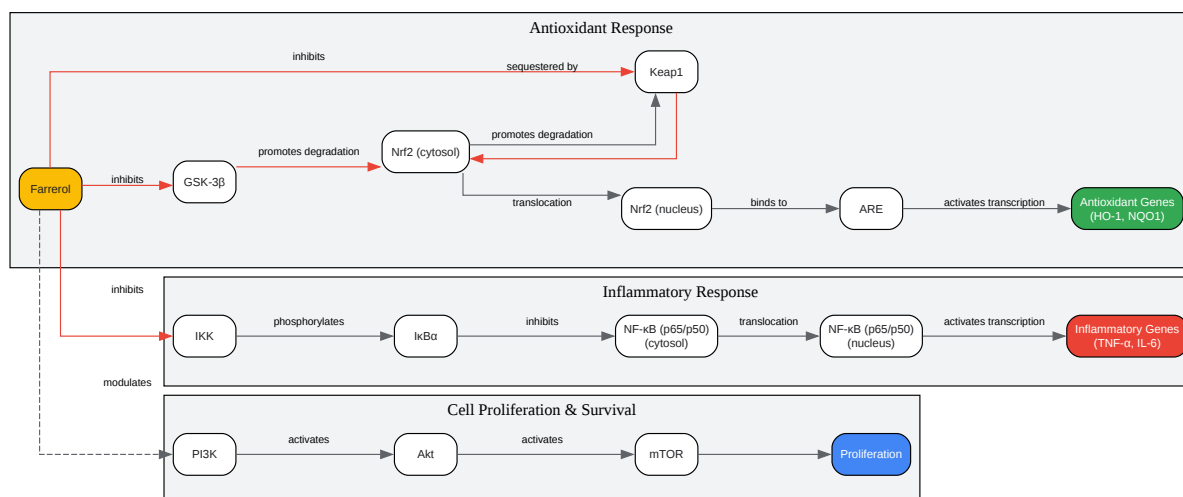 Antioxidant Response
inhibits
sequestered by
Keap1
promotes degradation
promotes degradation
Nrf2 (cytosol)
Farrerol
inhibits
GSK-3β
translocation
Nrf2 (nucleus)
binds to
ARE
activates transcription
Antioxidant Genes
(HO-1, NQO1)
Inflammatory Response
inhibits
IKK
phosphorylates
IκBα
inhibits
NF-κB (p65/p50)
(cytosol)
translocation
NF-κB (p65/p50)
(nucleus)
activates transcription
Inflammatory Genes
(TNF-α, IL-6)
modulates
Cell Proliferation & Survival
PI3K
activates
Akt
activates
mTOR
Proliferation